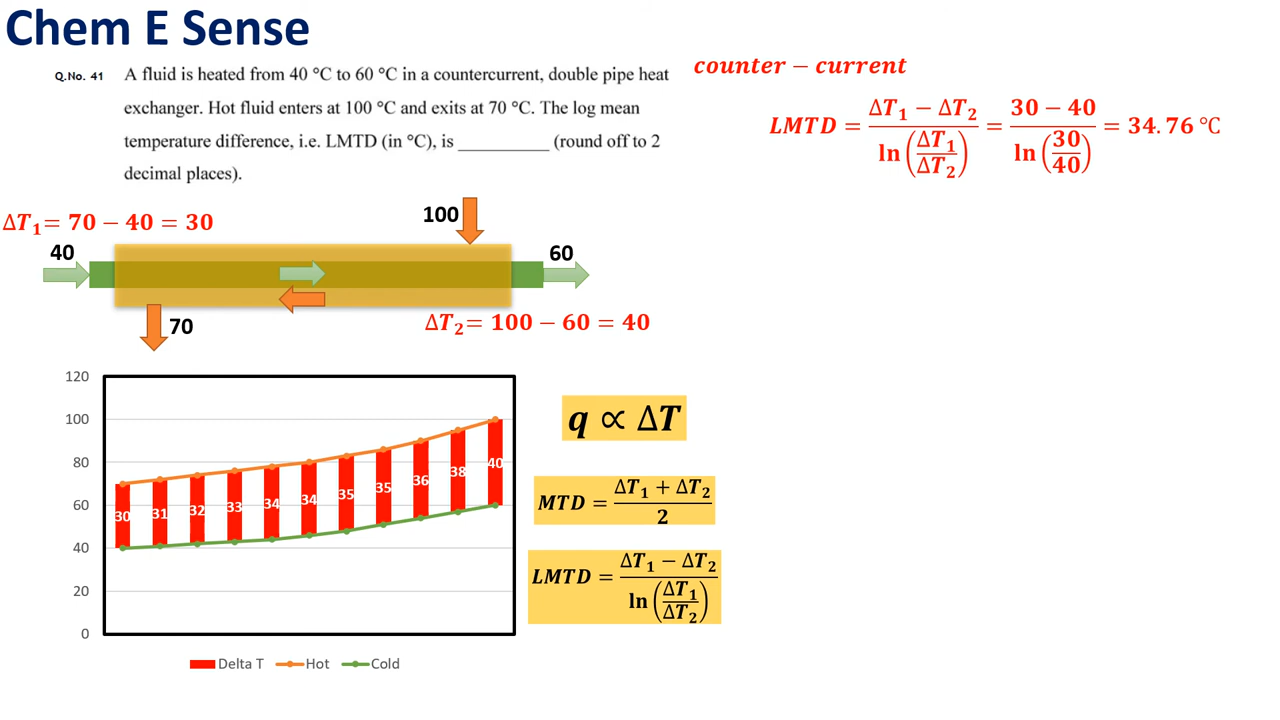 Chem E Sense
Q.No. 41 A fluid is heated from 40 °C to 60 °C in a countercurrent, double pipe heat
exchanger. Hot fluid enters at 100 °C and exits at 70 °C. The log mean
temperature difference, i.e. LMTD (in °C), is __________ (round off to 2
decimal places).
counter − current
LMTD = (ΔT₁ − ΔT₂) / ln(ΔT₁/ΔT₂) = (30 − 40) / ln(30/40) = 34.76 °C
ΔT₁ = 70 − 40 = 30
100
40
60
70
ΔT₂ = 100 − 60 = 40
120
100
80
60
40
20
0
30 31 32 33 34 34 35 35 36 38 40
Delta T Hot Cold
q ∝ ΔT
MTD = (ΔT₁ + ΔT₂) / 2
LMTD = (ΔT₁ − ΔT₂) / ln(ΔT₁/ΔT₂)